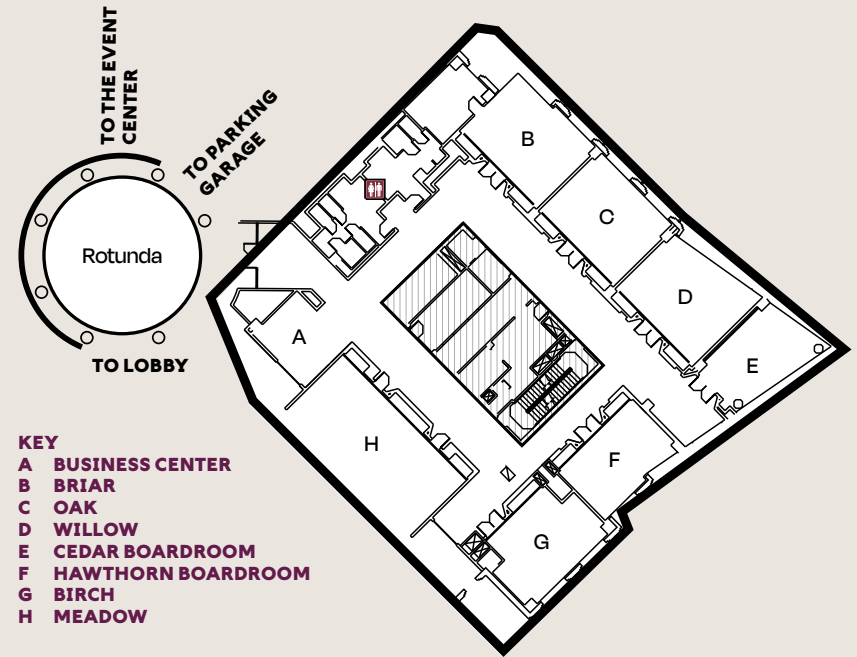 TO THE EVENT
CENTER
TO PARKING
GARAGE
Rotunda
TO LOBBY
B
C
D
E
A
H
F
G
KEY
A BUSINESS CENTER
B BRIAR
C OAK
D WILLOW
E CEDAR BOARDROOM
F HAWTHORN BOARDROOM
G BIRCH
H MEADOW